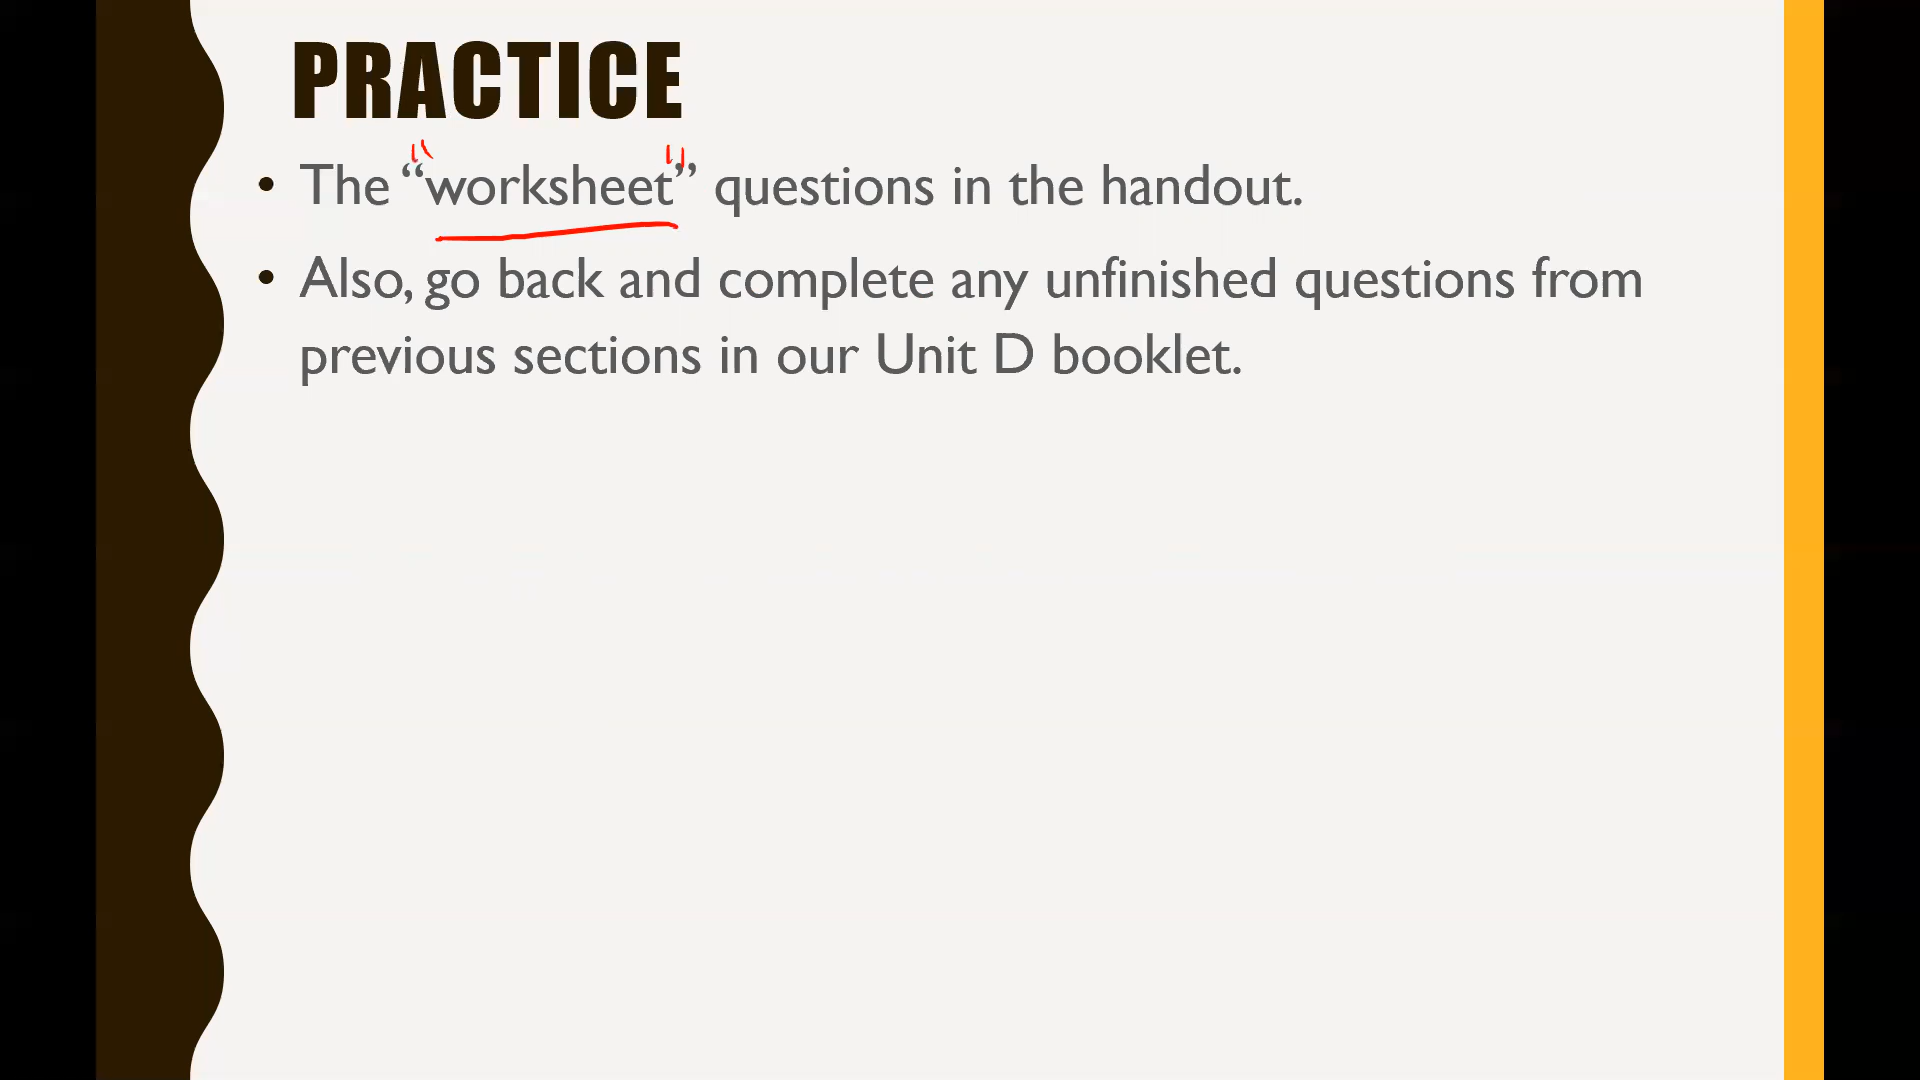 PRACTICE
• The “worksheet” questions in the handout.
• Also, go back and complete any unfinished questions from
previous sections in our Unit D booklet.